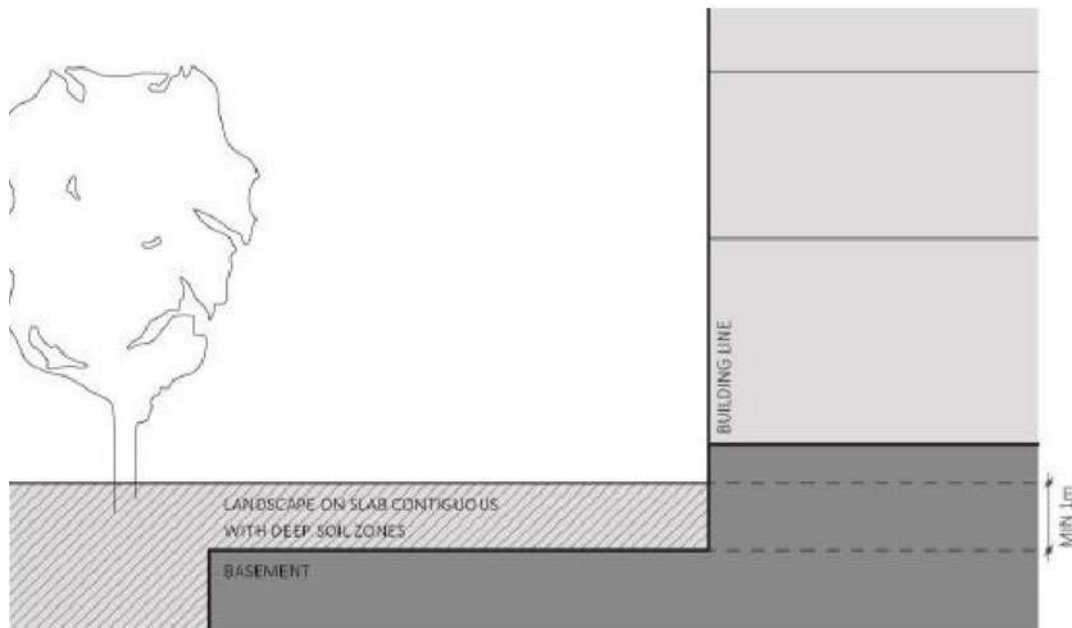 BUILDING LINE
LANDSCAPE ON SLAB CONTIGUOUS
WITH DEEP SOIL ZONES
BASEMENT
MIN 1m